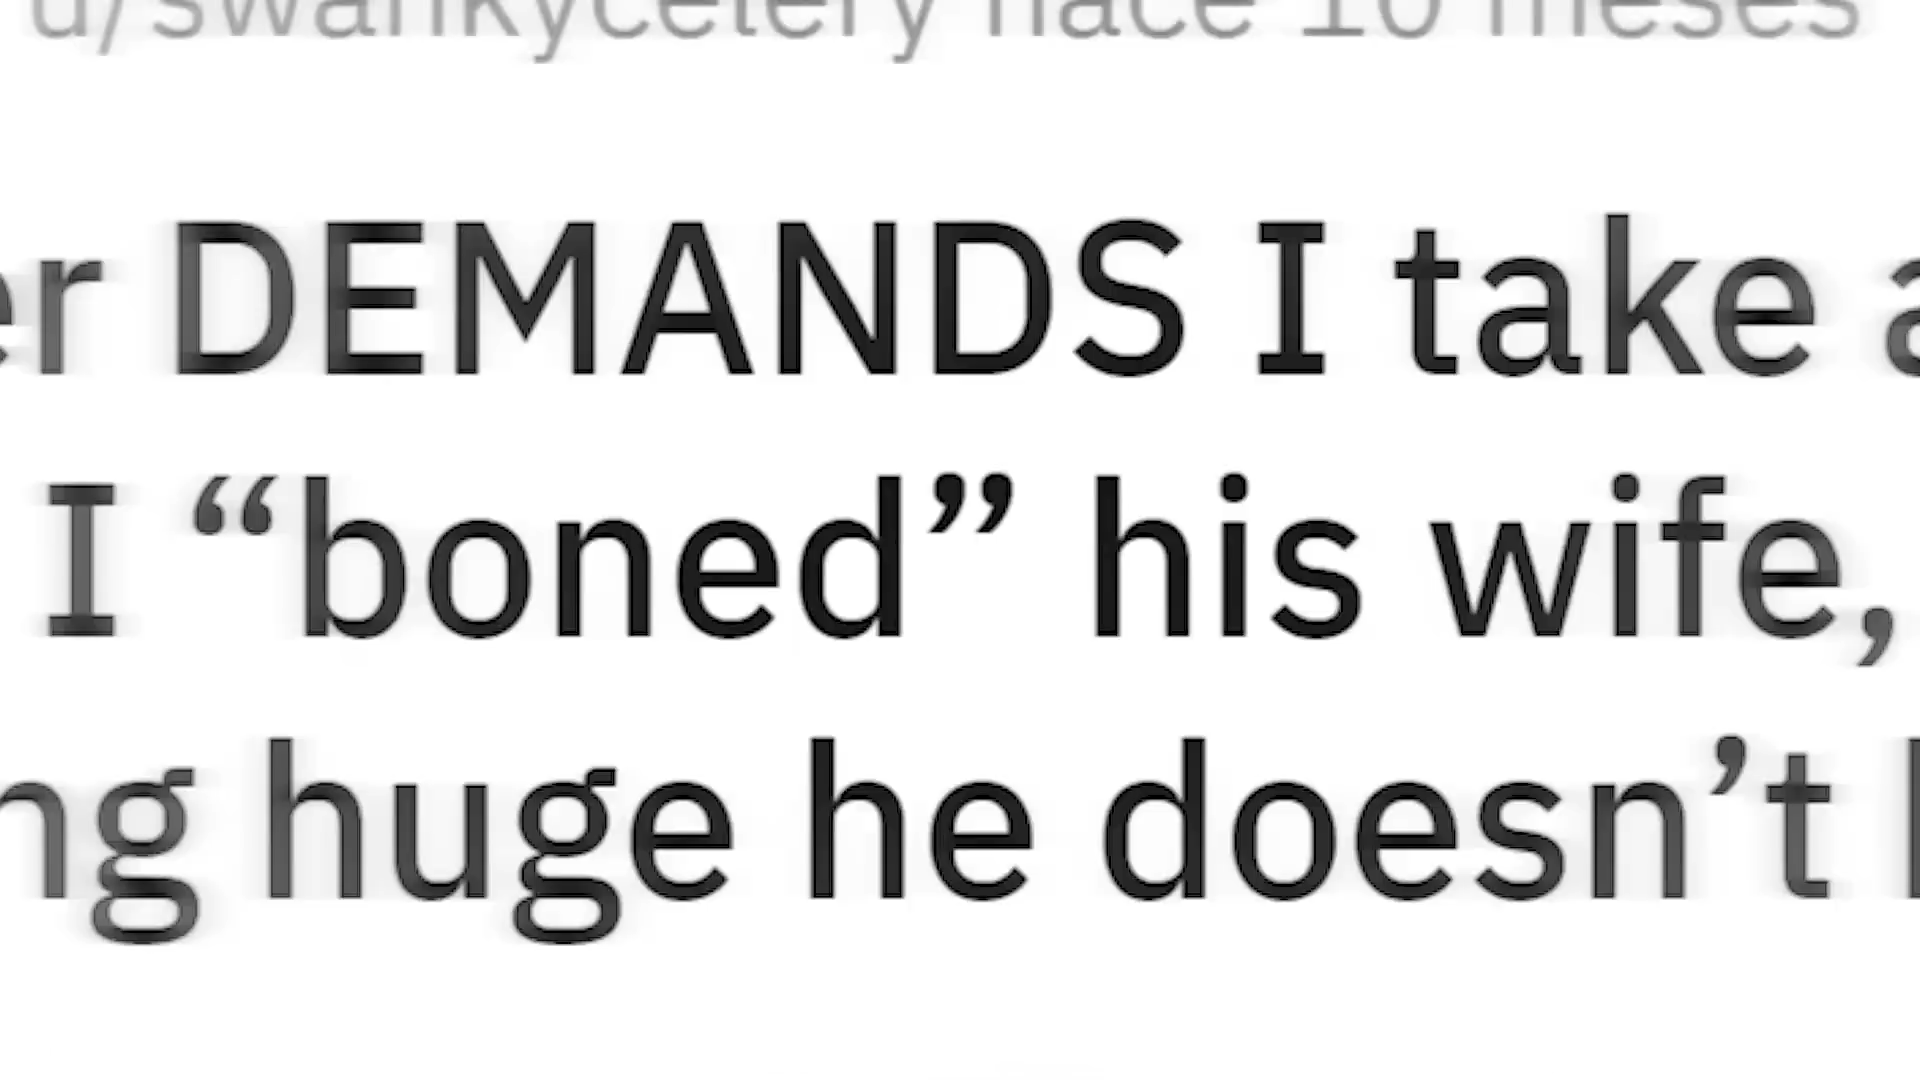 u/swankycelery hace 10 meses
er DEMANDS I take a
I “boned” his wife,
ng huge he doesn’t